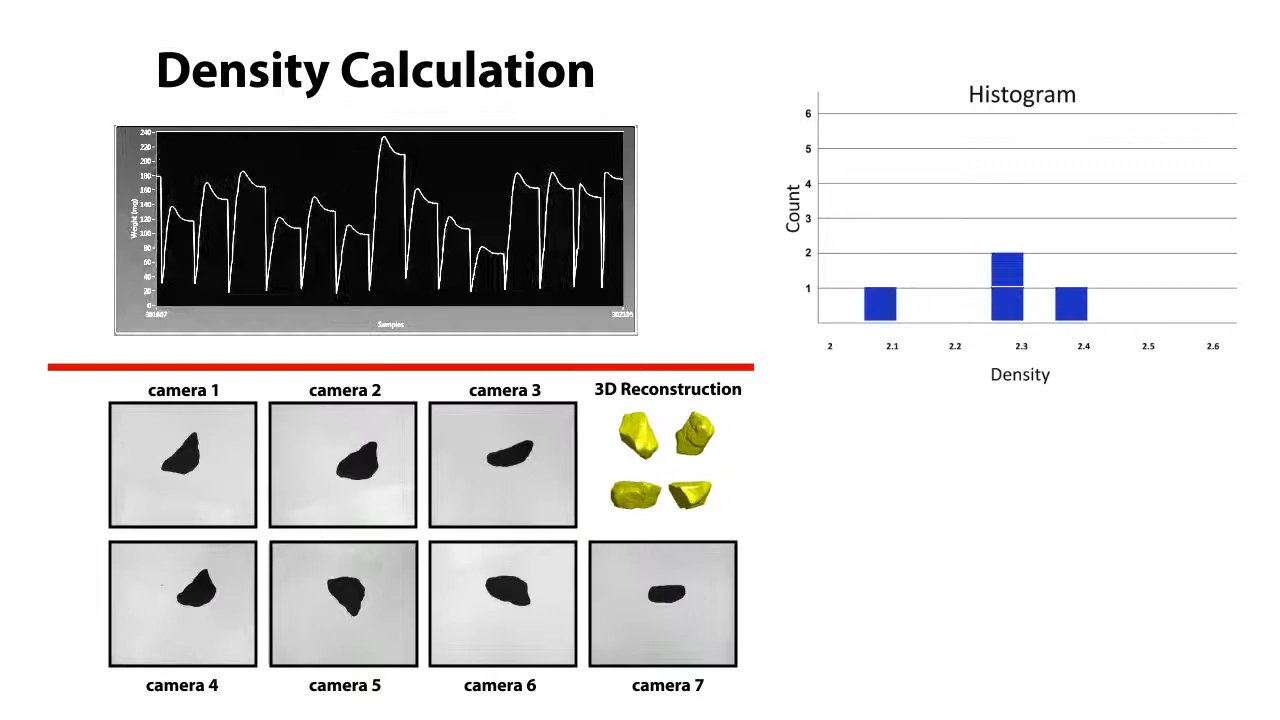 Density Calculation
240
220
200
180
160
140
120
100
80
60
40
20
0
Weight (mg)
301667
Samples
Histogram
6
5
4
3
2
1
Count
2 2.1 2.2 2.3 2.4 2.5 2.6
Density
camera 1 camera 2 camera 3 3D Reconstruction
camera 4 camera 5 camera 6 camera 7